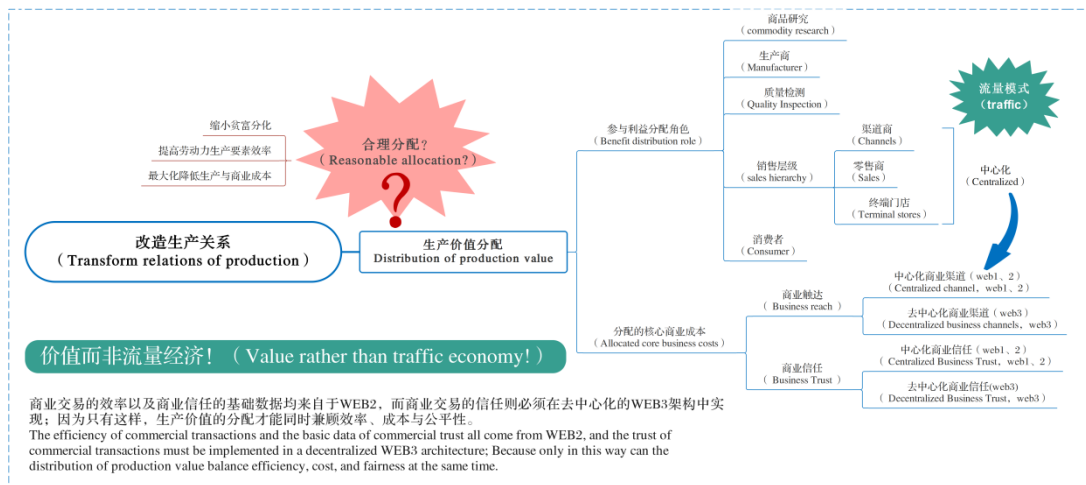 商品研究
（commodity research）
生产商
（Manufacturer）
质量检测
（Quality Inspection）
流量模式
（traffic）
缩小贫富分化
提高劳动力生产要素效率
最大化降低生产与商业成本
合理分配？
（Reasonable allocation？）
?
参与利益分配角色
（Benefit distribution role）
销售层级
（sales hierarchy）
渠道商
（Channels）
零售商
（Sales）
终端门店
（Terminal stores）
中心化
（Centralized）
改造生产关系
（Transform relations of production）
生产价值分配
Distribution of production value
消费者
（Consumer）
分配的核心商业成本
（Allocated core business costs）
商业触达
（Business reach）
中心化商业渠道（web1、2）
（Centralized channel，web1、2）
去中心化商业渠道（web3）
（Decentralized business channels，web3）
商业信任
（Business Trust）
中心化商业信任（web1、2）
（Centralized Business Trust，web1、2）
去中心化商业信任(web3)
（Decentralized Business Trust，web3）
价值而非流量经济！（Value rather than traffic economy!）
商业交易的效率以及商业信任的基础数据均来自于WEB2，而商业交易的信任则必须在去中心化的WEB3架构中实
现；因为只有这样，生产价值的分配才能同时兼顾效率、成本与公平性。
The efficiency of commercial transactions and the basic data of commercial trust all come from WEB2, and the trust of
commercial transactions must be implemented in a decentralized WEB3 architecture; Because only in this way can the
distribution of production value balance efficiency, cost, and fairness at the same time.